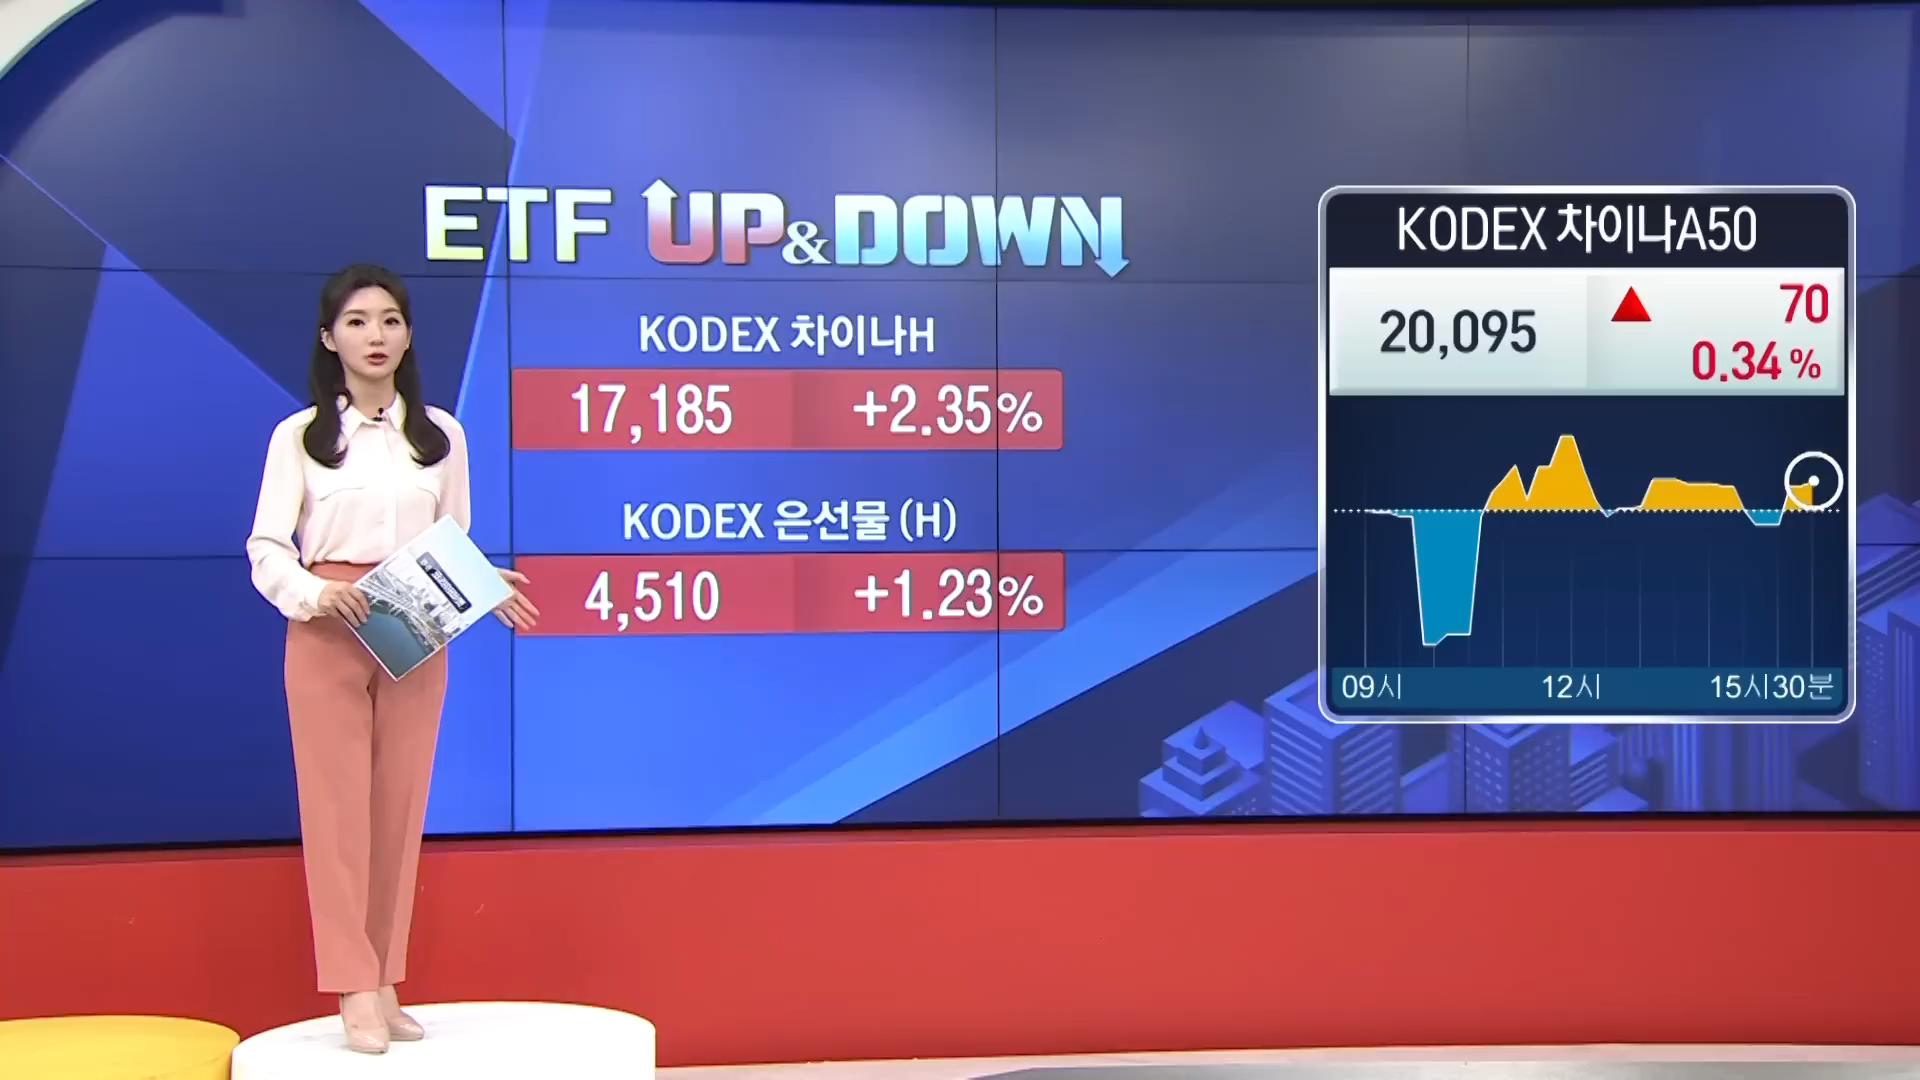 ETF UP&DOWN
KODEX 차이나H
17,185 +2.35%
KODEX 은선물 (H)
4,510 +1.23%
KODEX 차이나A50
20,095 ▲ 70
0.34 %
09시 12시 15시30분